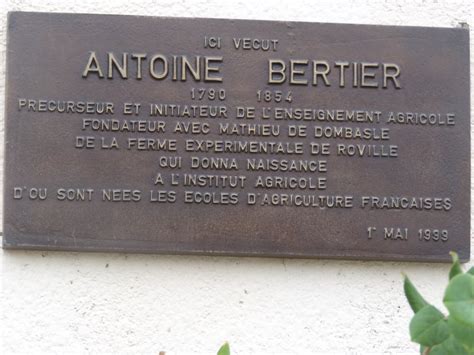 ICI VECUT
ANTOINE BERTIER
1790 1854
PRECURSEUR ET INITIATEUR DE L'ENSEIGNEMENT AGRICOLE
FONDATEUR AVEC MATHIEU DE DOMBASLE
DE LA FERME EXPERIMENTALE DE ROVILLE
QUI DONNA NAISSANCE
A L'INSTITUT AGRICOLE
D'OU SONT NEES LES ECOLES D'AGRICULTURE FRANCAISES
1° MAI 1999